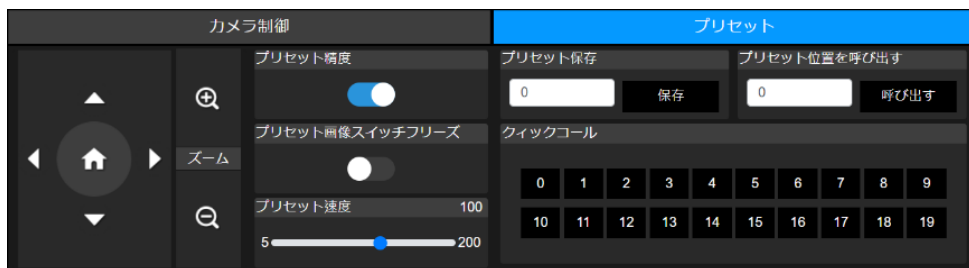 カメラ制御
プリセット
プリセット精度
プリセット保存
プリセット位置を呼び出す
0
保存
0
呼び出す
プリセット画像スイッチフリーズ
クィックコール
ズーム
0 1 2 3 4 5 6 7 8 9
プリセット速度 100
10 11 12 13 14 15 16 17 18 19
5 200